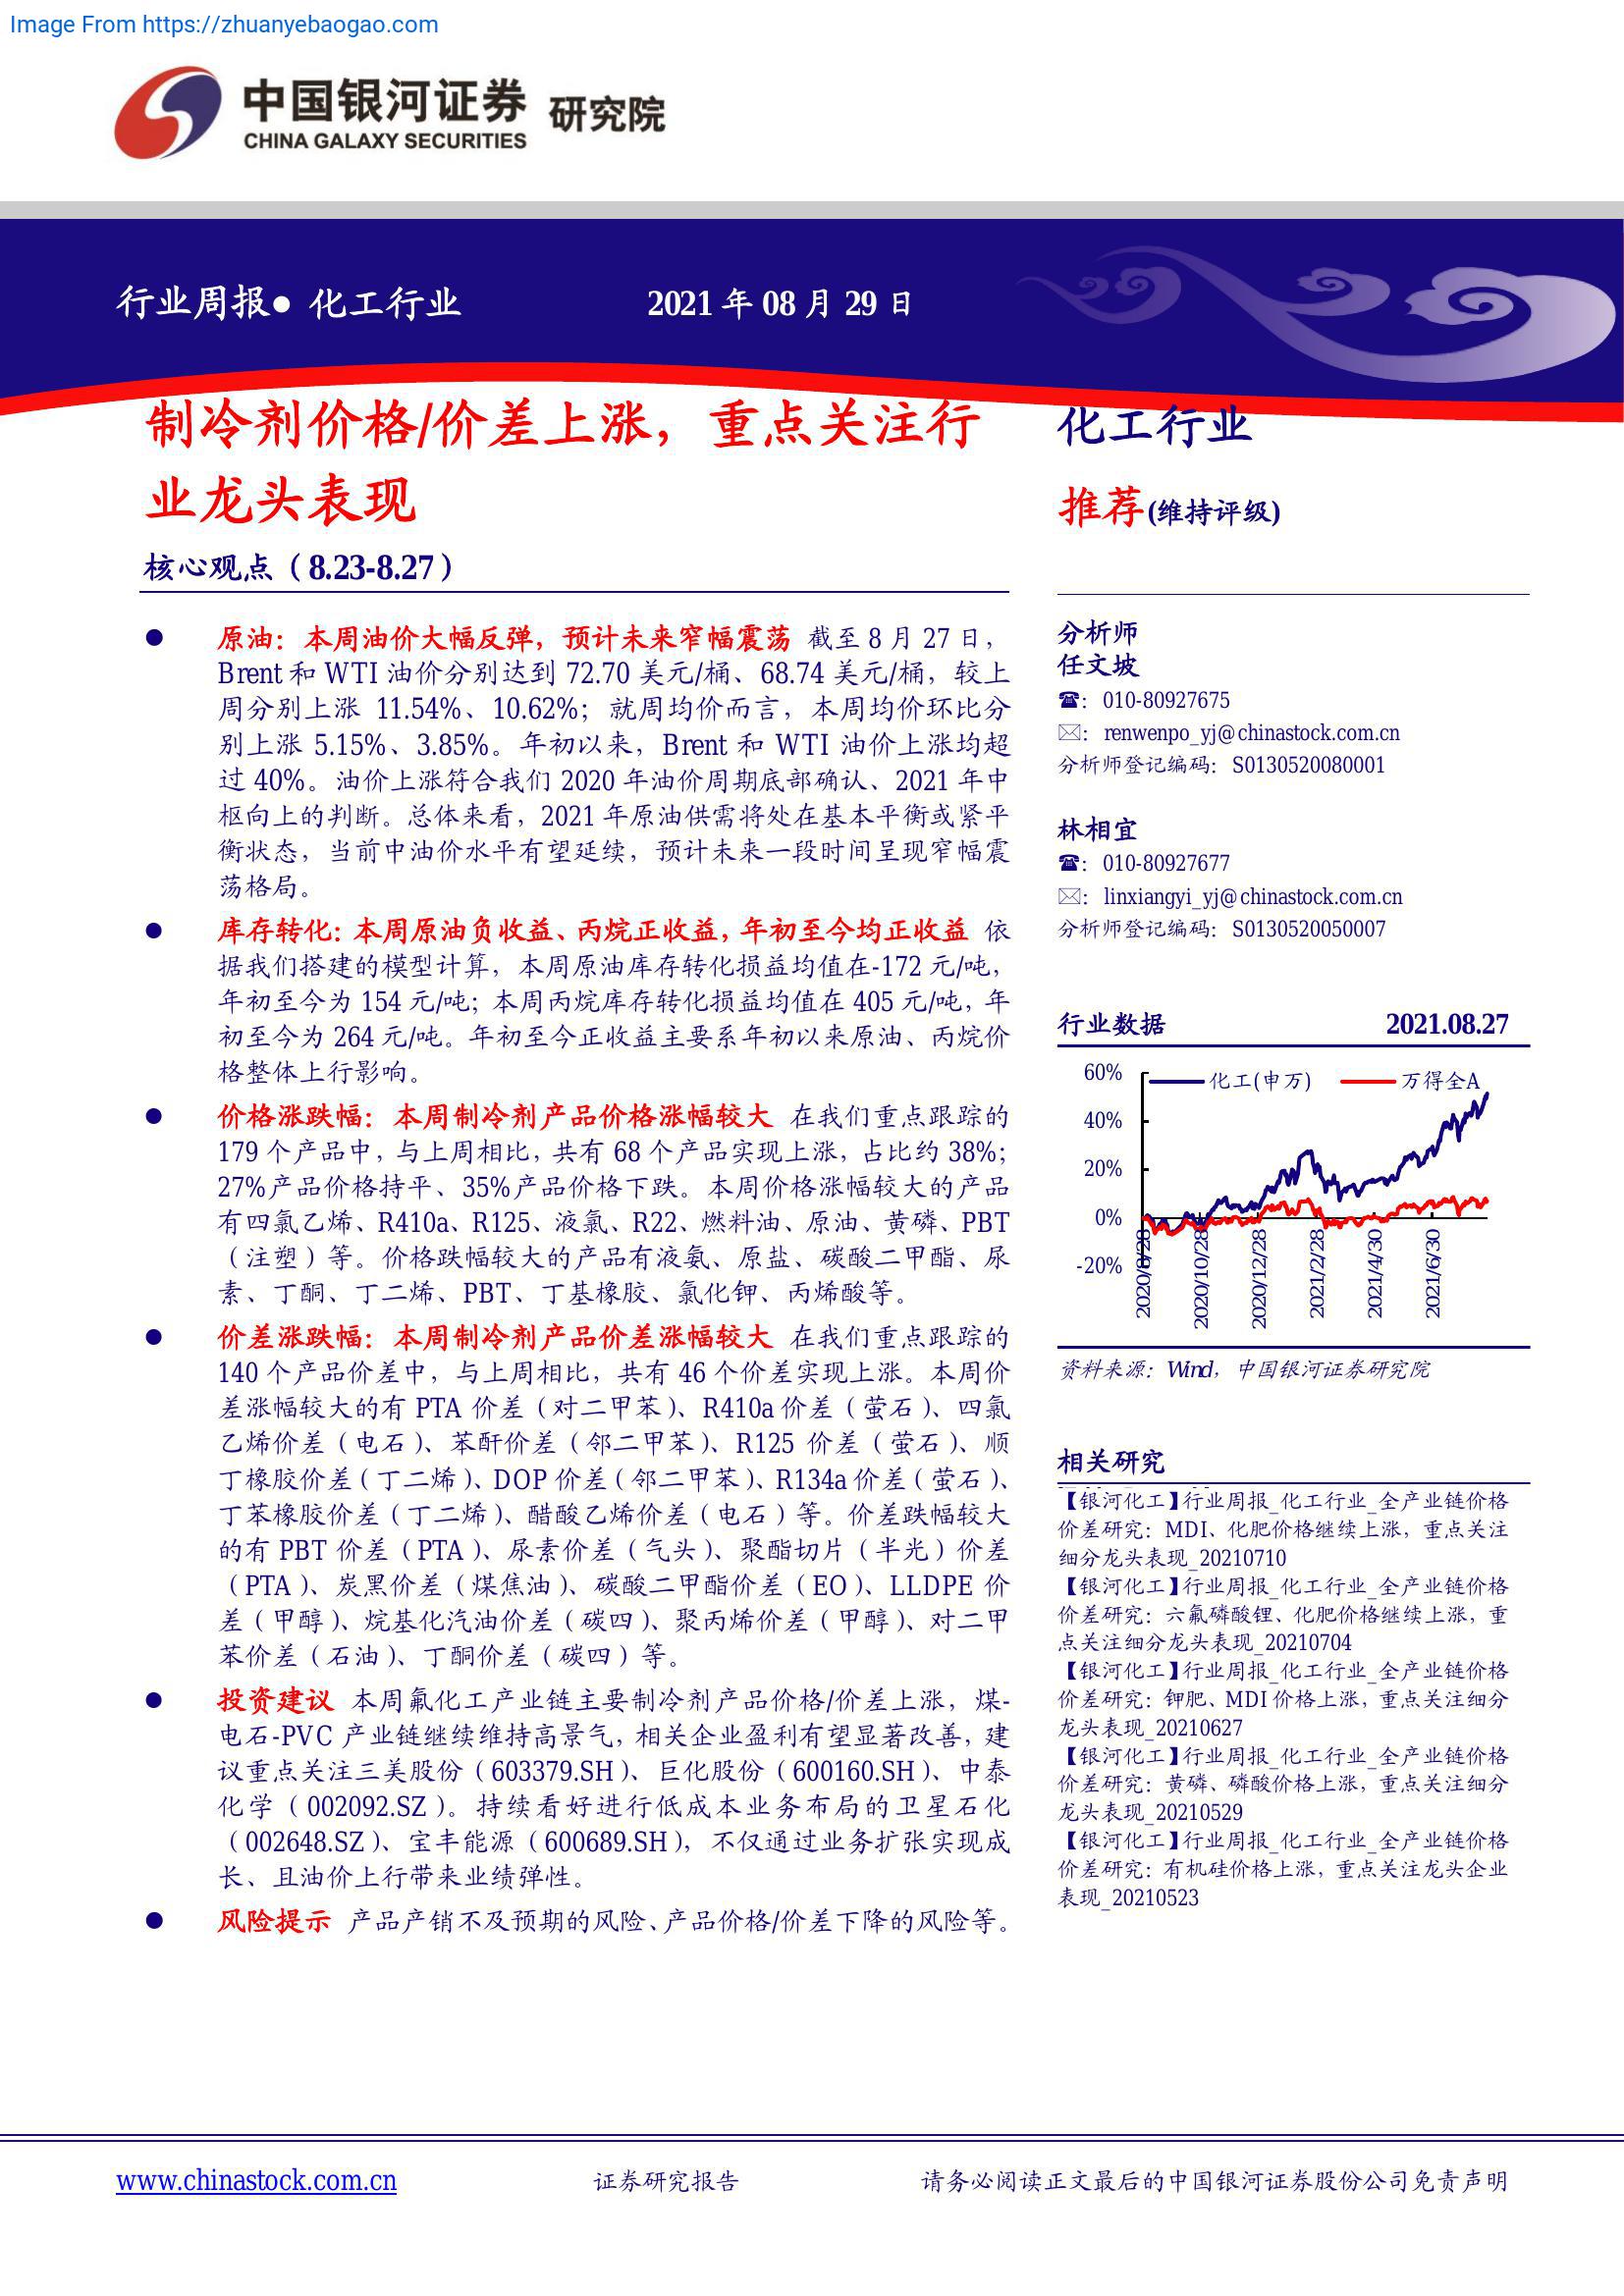 Image From https://zhuanyebaogao.com
中国银河证券 研究院
CHINA GALAXY SECURITIES
行业周报● 化工行业 2021 年 08 月 29 日
制冷剂价格/价差上涨，重点关注行
业龙头表现
核心观点（8.23-8.27）
● 原油：本周油价大幅反弹，预计未来窄幅震荡 截至 8 月 27 日，
Brent 和 WTI 油价分别达到 72.70 美元/桶、68.74 美元/桶，较上
周分别上涨 11.54%、10.62%；就周均价而言，本周均价环比分
别上涨 5.15%、3.85%。年初以来，Brent 和 WTI 油价上涨均超
过 40%。油价上涨符合我们 2020 年油价周期底部确认、2021 年中
枢向上的判断。总体来看，2021 年原油供需将处在基本平衡或紧平
衡状态，当前中油价水平有望延续，预计未来一段时间呈现窄幅震
荡格局。
● 库存转化：本周原油负收益、丙烷正收益，年初至今均正收益 依
据我们搭建的模型计算，本周原油库存转化损益均值在-172 元/吨，
年初至今为 154 元/吨；本周丙烷库存转化损益均值在 405 元/吨，年
初至今为 264 元/吨。年初至今正收益主要系年初以来原油、丙烷价
格整体上行影响。
● 价格涨跌幅：本周制冷剂产品价格涨幅较大 在我们重点跟踪的
179 个产品中，与上周相比，共有 68 个产品实现上涨，占比约 38%；
27%产品价格持平、35%产品价格下跌。本周价格涨幅较大的产品
有四氯乙烯、R410a、R125、液氯、R22、燃料油、原油、黄磷、PBT
（注塑）等。价格跌幅较大的产品有液氨、原盐、碳酸二甲酯、尿
素、丁酮、丁二烯、PBT、丁基橡胶、氯化钾、丙烯酸等。
● 价差涨跌幅：本周制冷剂产品价差涨幅较大 在我们重点跟踪的
140 个产品价差中，与上周相比，共有 46 个价差实现上涨。本周价
差涨幅较大的有 PTA 价差（对二甲苯）、R410a 价差（萤石）、四氯
乙烯价差（电石）、苯酐价差（邻二甲苯）、R125 价差（萤石）、顺
丁橡胶价差（丁二烯）、DOP 价差（邻二甲苯）、R134a 价差（萤石）、
丁苯橡胶价差（丁二烯）、醋酸乙烯价差（电石）等。价差跌幅较大
的有 PBT 价差（PTA）、尿素价差（气头）、聚酯切片（半光）价差
（PTA）、炭黑价差（煤焦油）、碳酸二甲酯价差（EO）、LLDPE 价
差（甲醇）、烷基化汽油价差（碳四）、聚丙烯价差（甲醇）、对二甲
苯价差（石油）、丁酮价差（碳四）等。
● 投资建议 本周氟化工产业链主要制冷剂产品价格/价差上涨，煤-
电石-PVC 产业链继续维持高景气，相关企业盈利有望显著改善，建
议重点关注三美股份（603379.SH）、巨化股份（600160.SH）、中泰
化学（002092.SZ）。持续看好进行低成本业务布局的卫星石化
（002648.SZ）、宝丰能源（600689.SH），不仅通过业务扩张实现成
长、且油价上行带来业绩弹性。
● 风险提示 产品产销不及预期的风险、产品价格/价差下降的风险等。
化工行业
推荐(维持评级)
分析师
任文坡
☎： 010-80927675
✉： renwenpo_yj@chinastock.com.cn
分析师登记编码：S0130520080001
林相宜
☎： 010-80927677
✉： linxiangyi_yj@chinastock.com.cn
分析师登记编码：S0130520050007
行业数据 2021.08.27
化工(申万) 万得全A
60%
40%
20%
0%
-20%
2020/8/28
2020/10/28
2020/12/28
2021/2/28
2021/4/30
2021/6/30
资料来源：Wind，中国银河证券研究院
相关研究
【银河化工】行业周报_化工行业_全产业链价格
价差研究：MDI、化肥价格继续上涨，重点关注
细分龙头表现_20210710
【银河化工】行业周报_化工行业_全产业链价格
价差研究：六氟磷酸锂、化肥价格继续上涨，重
点关注细分龙头表现_20210704
【银河化工】行业周报_化工行业_全产业链价格
价差研究：钾肥、MDI 价格上涨，重点关注细分
龙头表现_20210627
【银河化工】行业周报_化工行业_全产业链价格
价差研究：黄磷、磷酸价格上涨，重点关注细分
龙头表现_20210529
【银河化工】行业周报_化工行业_全产业链价格
价差研究：有机硅价格上涨，重点关注龙头企业
表现_20210523
www.chinastock.com.cn 证券研究报告 请务必阅读正文最后的中国银河证券股份公司免责声明